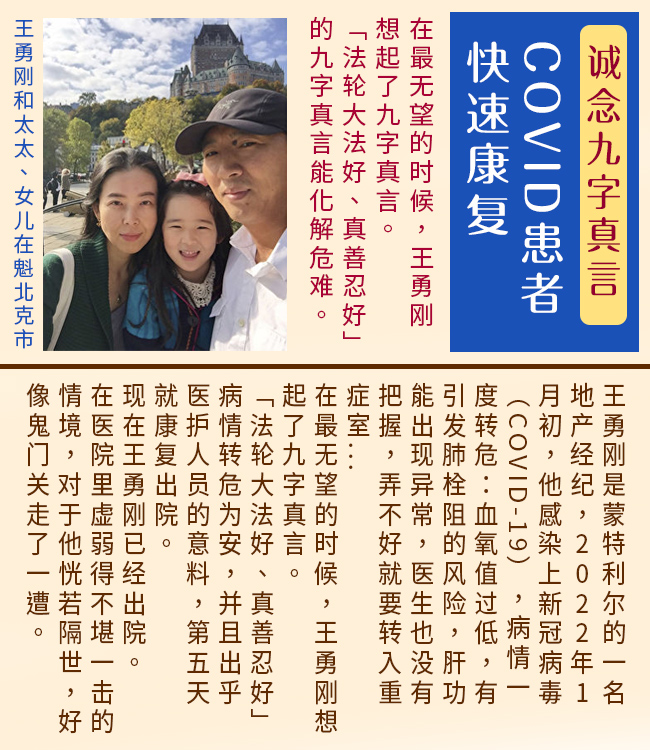 诚念九字真言
COVID患者
快速康复
在最无望的时候，王勇刚
想起了九字真言。
「法轮大法好、真善忍好」
的九字真言能化解危难。
王勇刚和太太、女儿在魁北克市
王勇刚是蒙特利尔的一名
地产经纪，2022年1
月初，他感染上新冠病毒
（COVID-19），病情一
度转危：血氧值过低，有
引发肺栓阻的风险，肝功
能出现异常，医生也没有
把握，弄不好就要转入重
症室…
在最无望的时候，王勇刚想
起了九字真言。
「法轮大法好、真善忍好」
病情转危为安，并且出乎
医护人员的意料，第五天
就康复出院。
现在王勇刚已经出院。
在医院里虚弱得不堪一击的
情境，对于他恍若隔世，好
像鬼门关走了一遭。